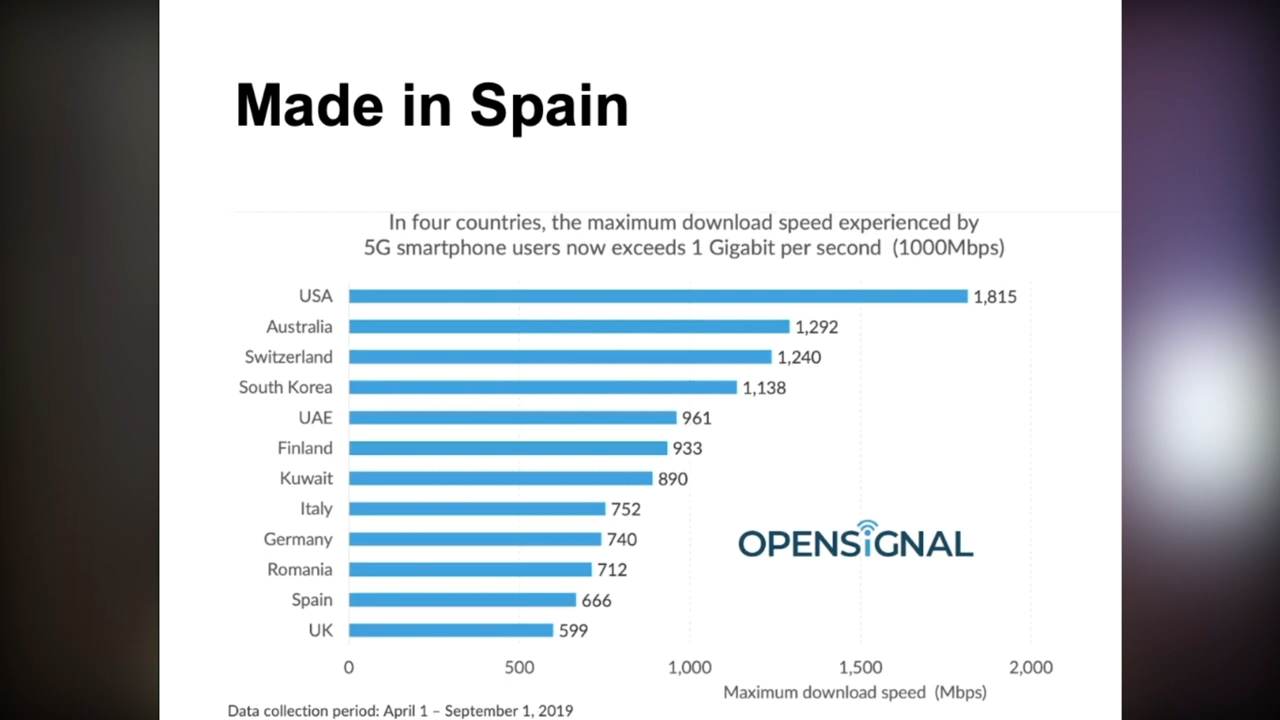 Made in Spain
In four countries, the maximum download speed experienced by
5G smartphone users now exceeds 1 Gigabit per second (1000Mbps)
USA 1,815
Australia 1,292
Switzerland 1,240
South Korea 1,138
UAE 961
Finland 933
Kuwait 890
Italy 752
OPENSiGNAL
Germany 740
Romania 712
Spain 666
UK 599
0 500 1,000 1,500 2,000
Maximum download speed (Mbps)
Data collection period: April 1 – September 1, 2019